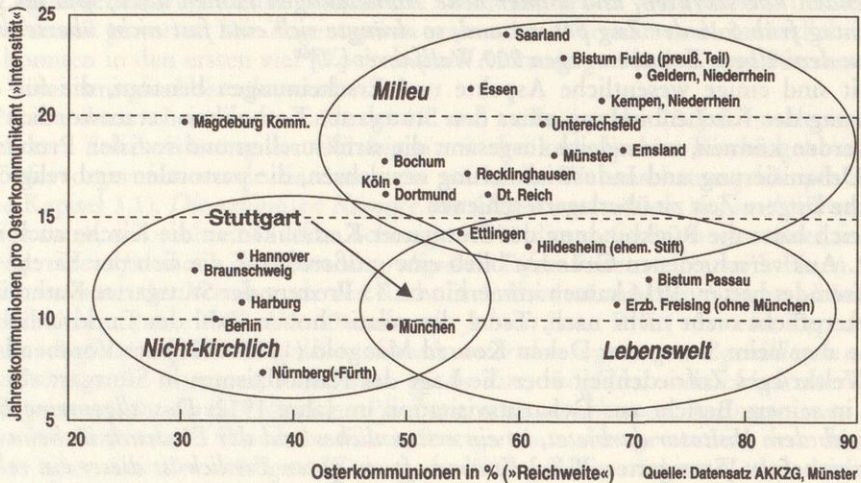 Jahreskommunionen pro Osterkommunikant (»Intensität«)
25
20
15
10
5
Saarland
Bistum Fulda (preuß. Teil)
Geldern, Niederrhein
Milieu
Essen
Kempen, Niederrhein
Magdeburg Komm.
Untereichsfeld
Münster
Emsland
Bochum
Recklinghausen
Köln
Dortmund
Dt. Reich
Stuttgart
Ettlingen
Hildesheim (ehem. Stift)
Hannover
Braunschweig
Bistum Passau
Harburg
EDZ. Freising (ohne München)
Berlin
München
Nicht-kirchlich
Lebenswelt
Nürnberg(-Fürth)
20 30 40 50 60 70 80 90
Osterkommunionen in % (»Reichweite«)
Quelle: Datensatz AKKZG, Münster